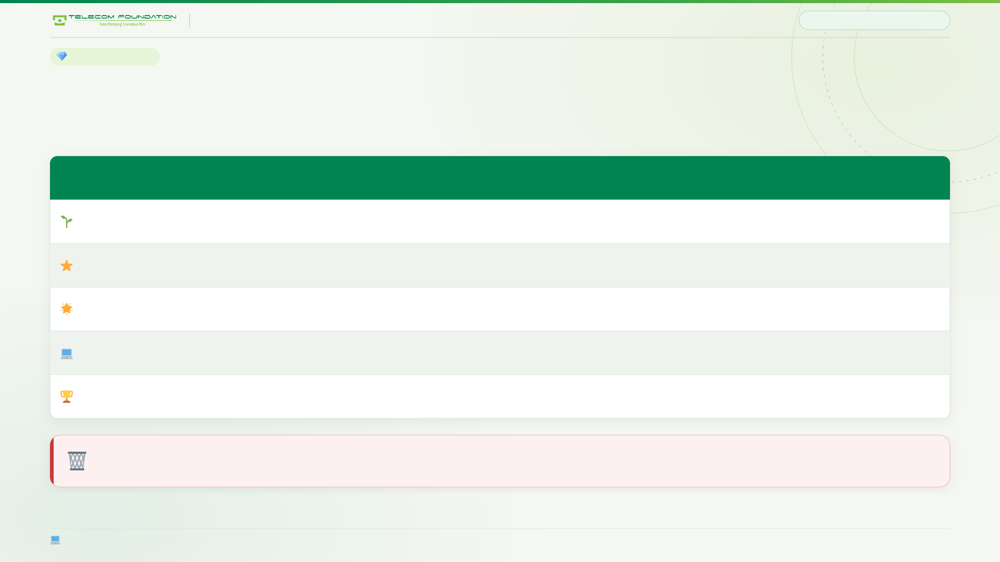 TELECOM FOUNDATION
Transforming Communities